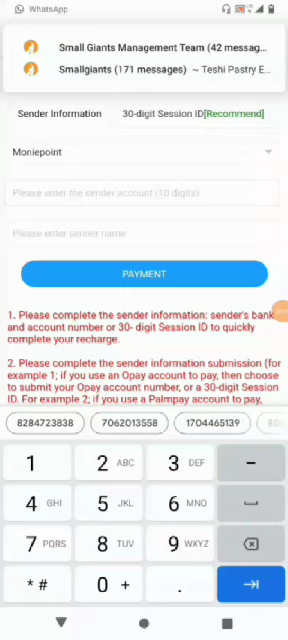 WhatsApp
Small Giants Management Team (42 messag...
Smallgiants (171 messages) ~ Teshi Pastry E...
Sender Information
30-digit Session ID[Recommend]
Moniepoint
Please enter the sender account (10 digits)
Please enter sender name
PAYMENT
1. Please complete the sender information: sender's bank
and account number or 30- digit Session ID to quickly
complete your recharge.
2. Please complete the sender information submission (for
example 1; if you use an Opay account to pay, then choose
to submit your Opay account number, or a 30-digit Session
ID. For example 2; if you use a Palmpay account to pay,
8284723838 7062013558 1704465139
1 2 ABC 3 DEF -
4 GHI 5 JKL 6 MNO
7 PQRS 8 TUV 9 WXYZ
* # 0 + .